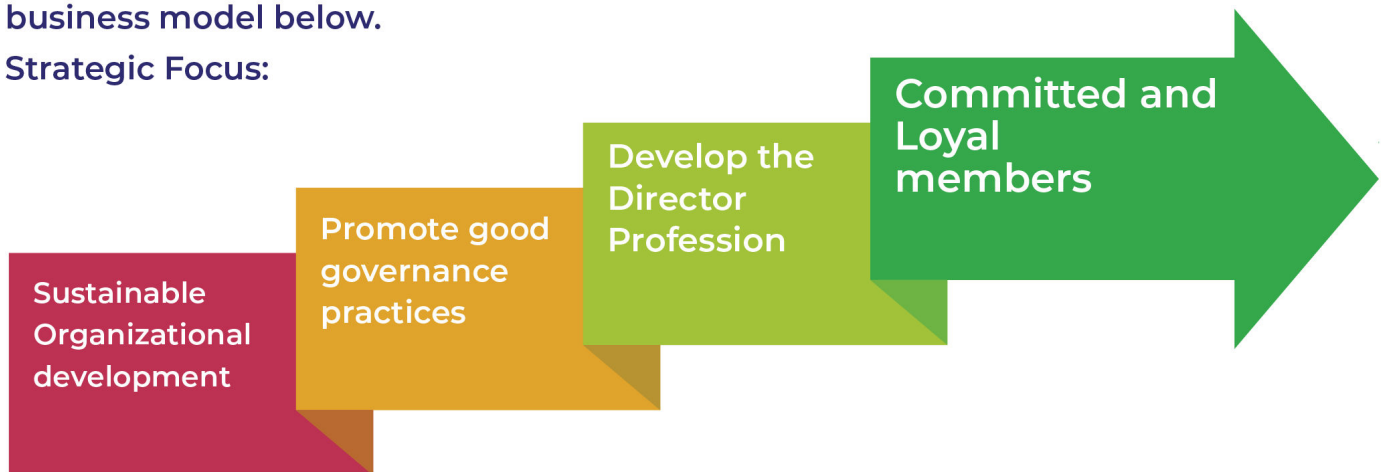 business model below.
Strategic Focus:
Sustainable
Organizational
development
Promote good
governance
practices
Develop the
Director
Profession
Committed and
Loyal
members